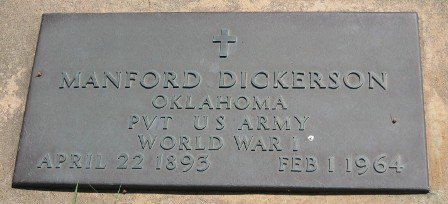 MANFORD DICKERSON
OKLAHOMA
PVT US ARMY
WORLD WAR I
APRIL 22 1893 FEB 1 1964